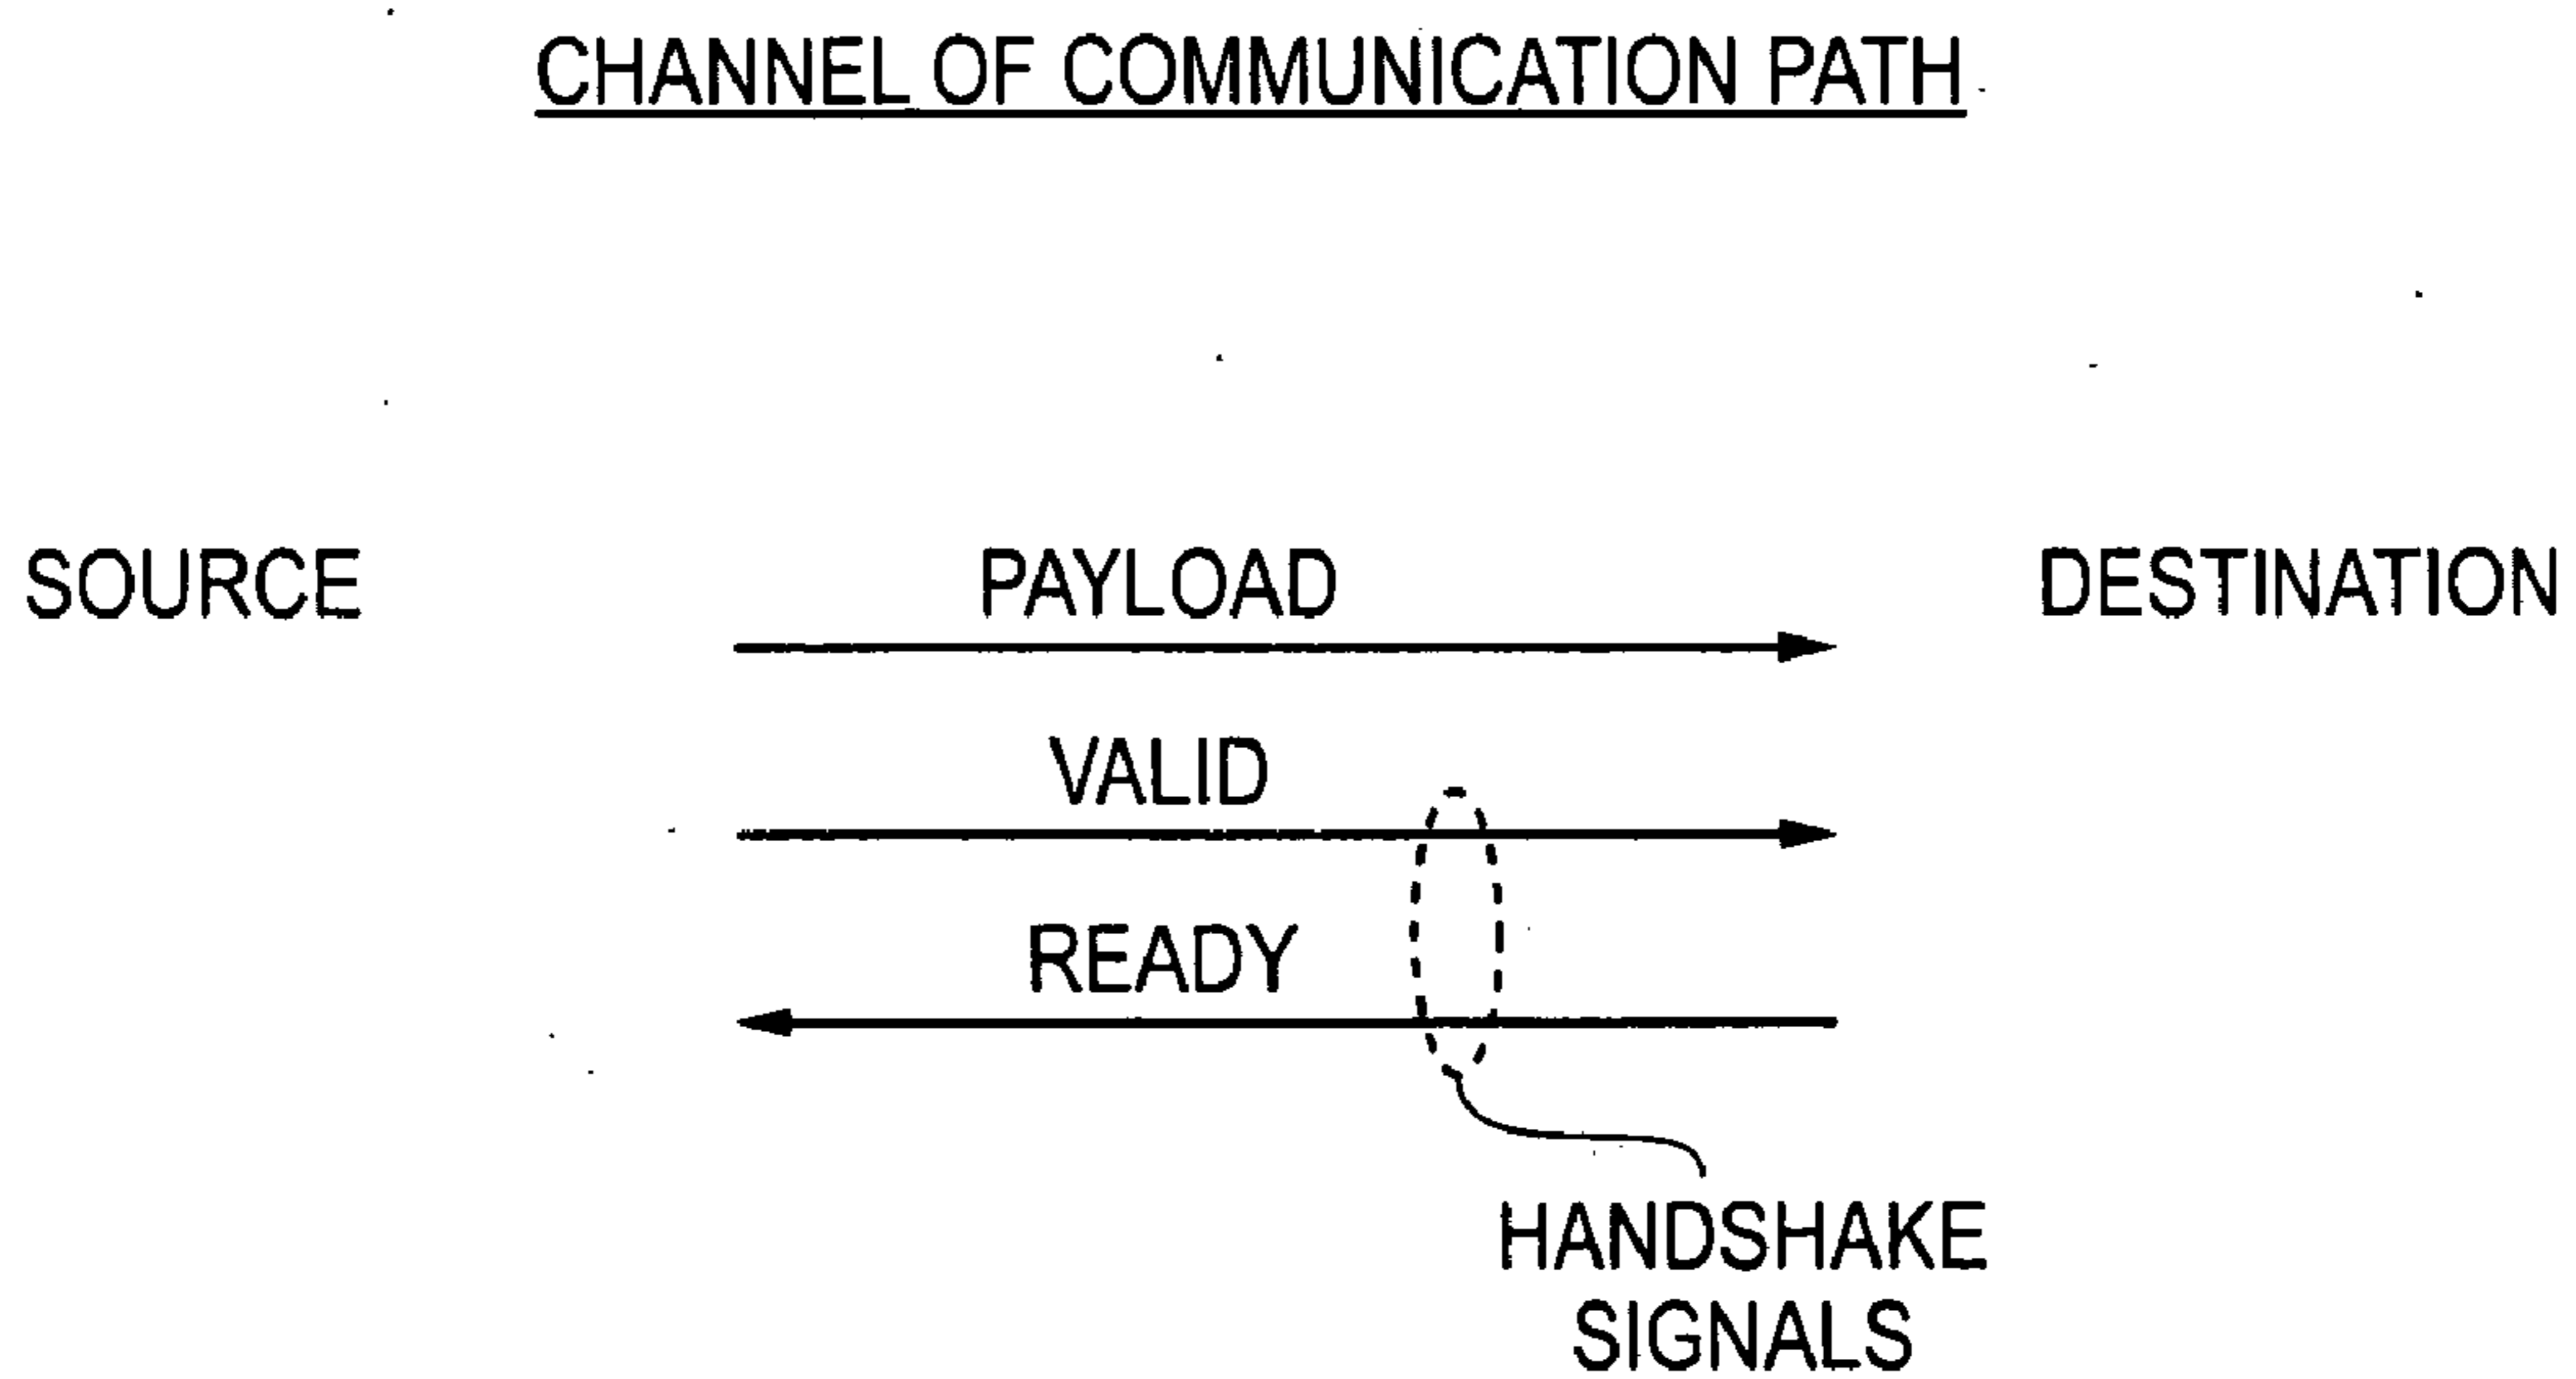 CHANNEL OF COMMUNICATION PATH
SOURCE
PAYLOAD
DESTINATION
VALID
READY
HANDSHAKE
SIGNALS